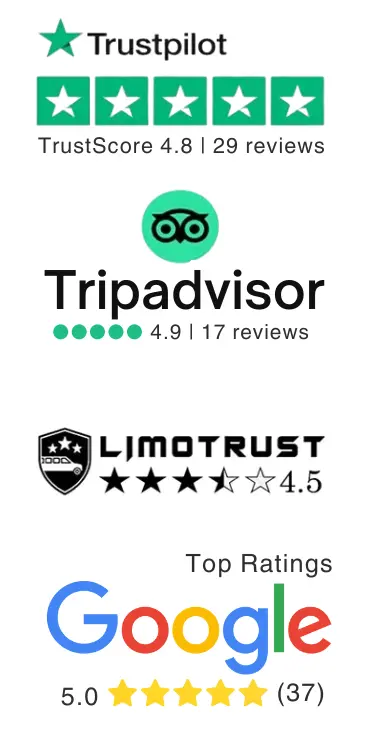 Trustpilot
TrustScore 4.8 | 29 reviews
Tripadvisor
4.9 | 17 reviews
LIMOTRUST
4.5
Top Ratings
Google
5.0 (37)